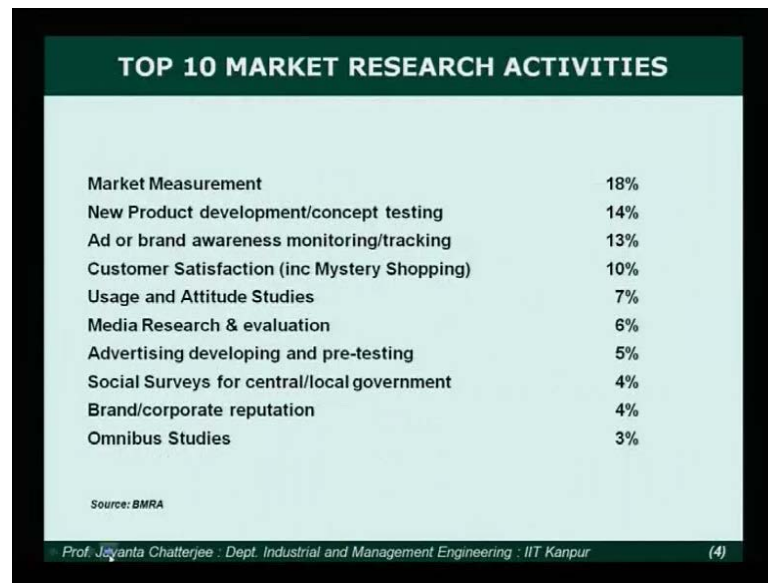 TOP 10 MARKET RESEARCH ACTIVITIES
Market Measurement 18%
New Product development/concept testing 14%
Ad or brand awareness monitoring/tracking 13%
Customer Satisfaction (inc Mystery Shopping) 10%
Usage and Attitude Studies 7%
Media Research & evaluation 6%
Advertising developing and pre-testing 5%
Social Surveys for central/local government 4%
Brand/corporate reputation 4%
Omnibus Studies 3%
Source: BMRA
Prof. Jayanta Chatterjee : Dept. Industrial and Management Engineering : IIT Kanpur (4)